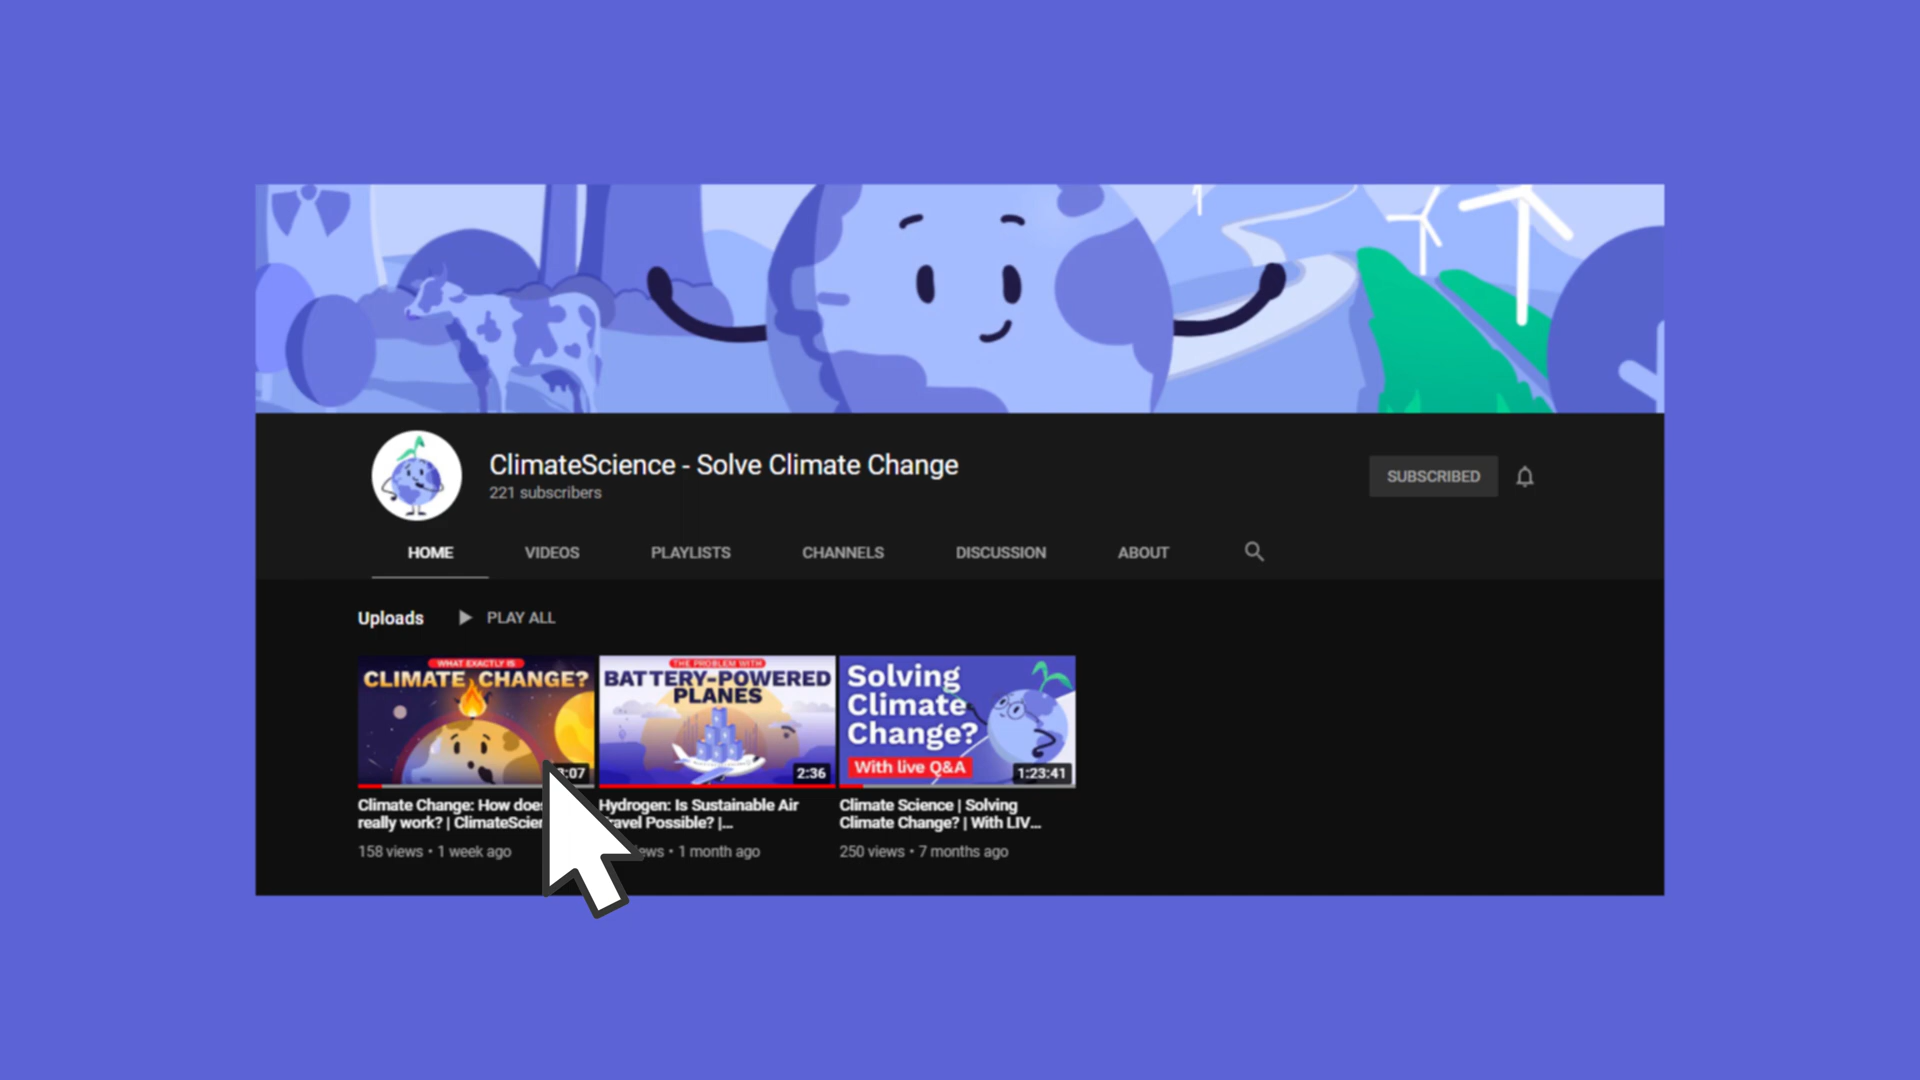 ClimateScience - Solve Climate Change
221 subscribers
SUBSCRIBED
HOME VIDEOS PLAYLISTS CHANNELS DISCUSSION ABOUT
Uploads PLAY ALL
WHAT EXACTLY IS
CLIMATE CHANGE?
:07
THE PROBLEM WITH
BATTERY-POWERED
PLANES
2:36
Solving
Climate
Change?
With live Q&A
1:23:41
Climate Change: How does
really work? | ClimateScien
158 views • 1 week ago
Hydrogen: Is Sustainable Air
Travel Possible? |...
• 1 month ago
Climate Science | Solving
Climate Change? | With LIV...
250 views • 7 months ago